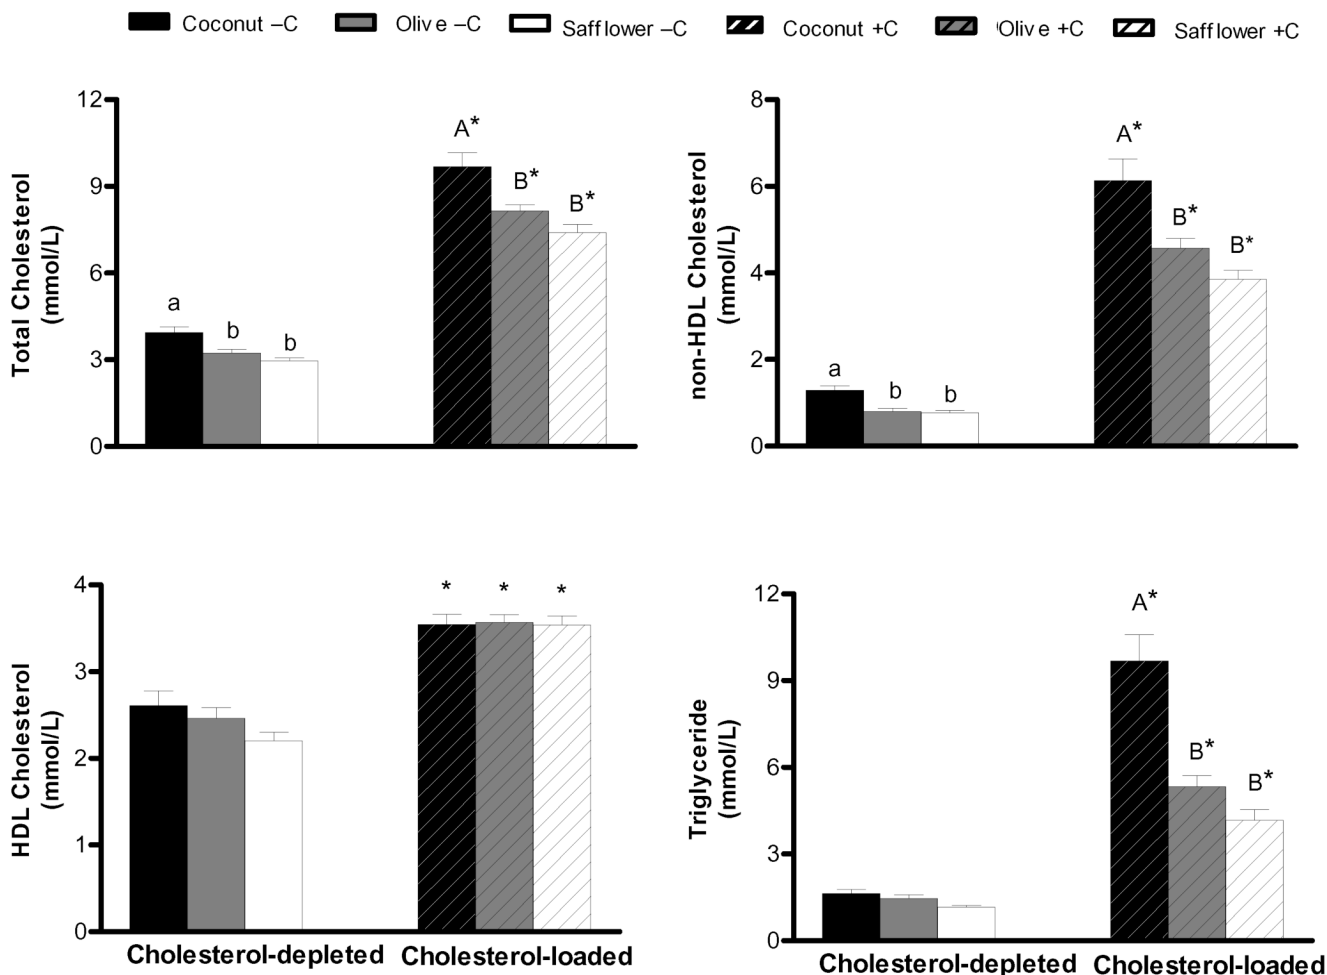 Coconut –C Olive –C Safflower –C Coconut +C Olive +C Safflower +C
Total Cholesterol
(mmol/L)
12
9
6
3
0
a
b
b
A*
B*
B*
non-HDL Cholesterol
(mmol/L)
8
6
4
2
0
a
b
b
A*
B*
B*
HDL Cholesterol
(mmol/L)
4
3
2
1
0
*
*
*
Cholesterol-depleted Cholesterol-loaded
Triglyceride
(mmol/L)
12
9
6
3
0
A*
B*
B*
Cholesterol-depleted Cholesterol-loaded